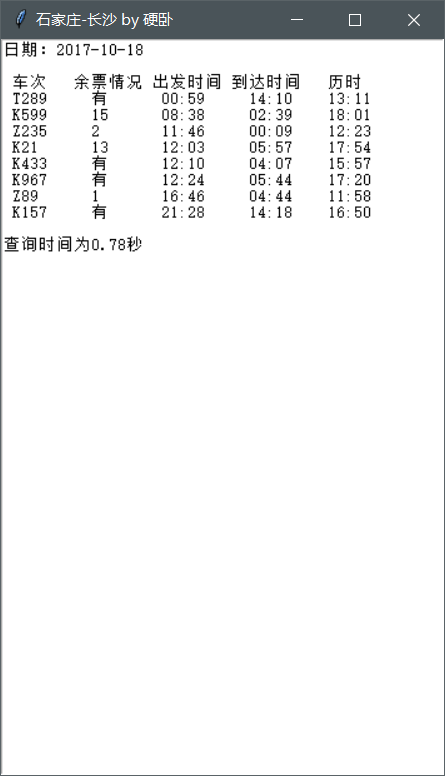 石家庄-长沙 by 硬卧
日期: 2017-10-18
车次 余票情况 出发时间 到达时间 历时
T289 有 00:59 14:10 13:11
K599 15 08:38 02:39 18:01
Z235 2 11:46 00:09 12:23
K21 13 12:03 05:57 17:54
K433 有 12:10 04:07 15:57
K967 有 12:24 05:44 17:20
Z89 1 16:46 04:44 11:58
K157 有 21:28 14:18 16:50
查询时间为0.78秒